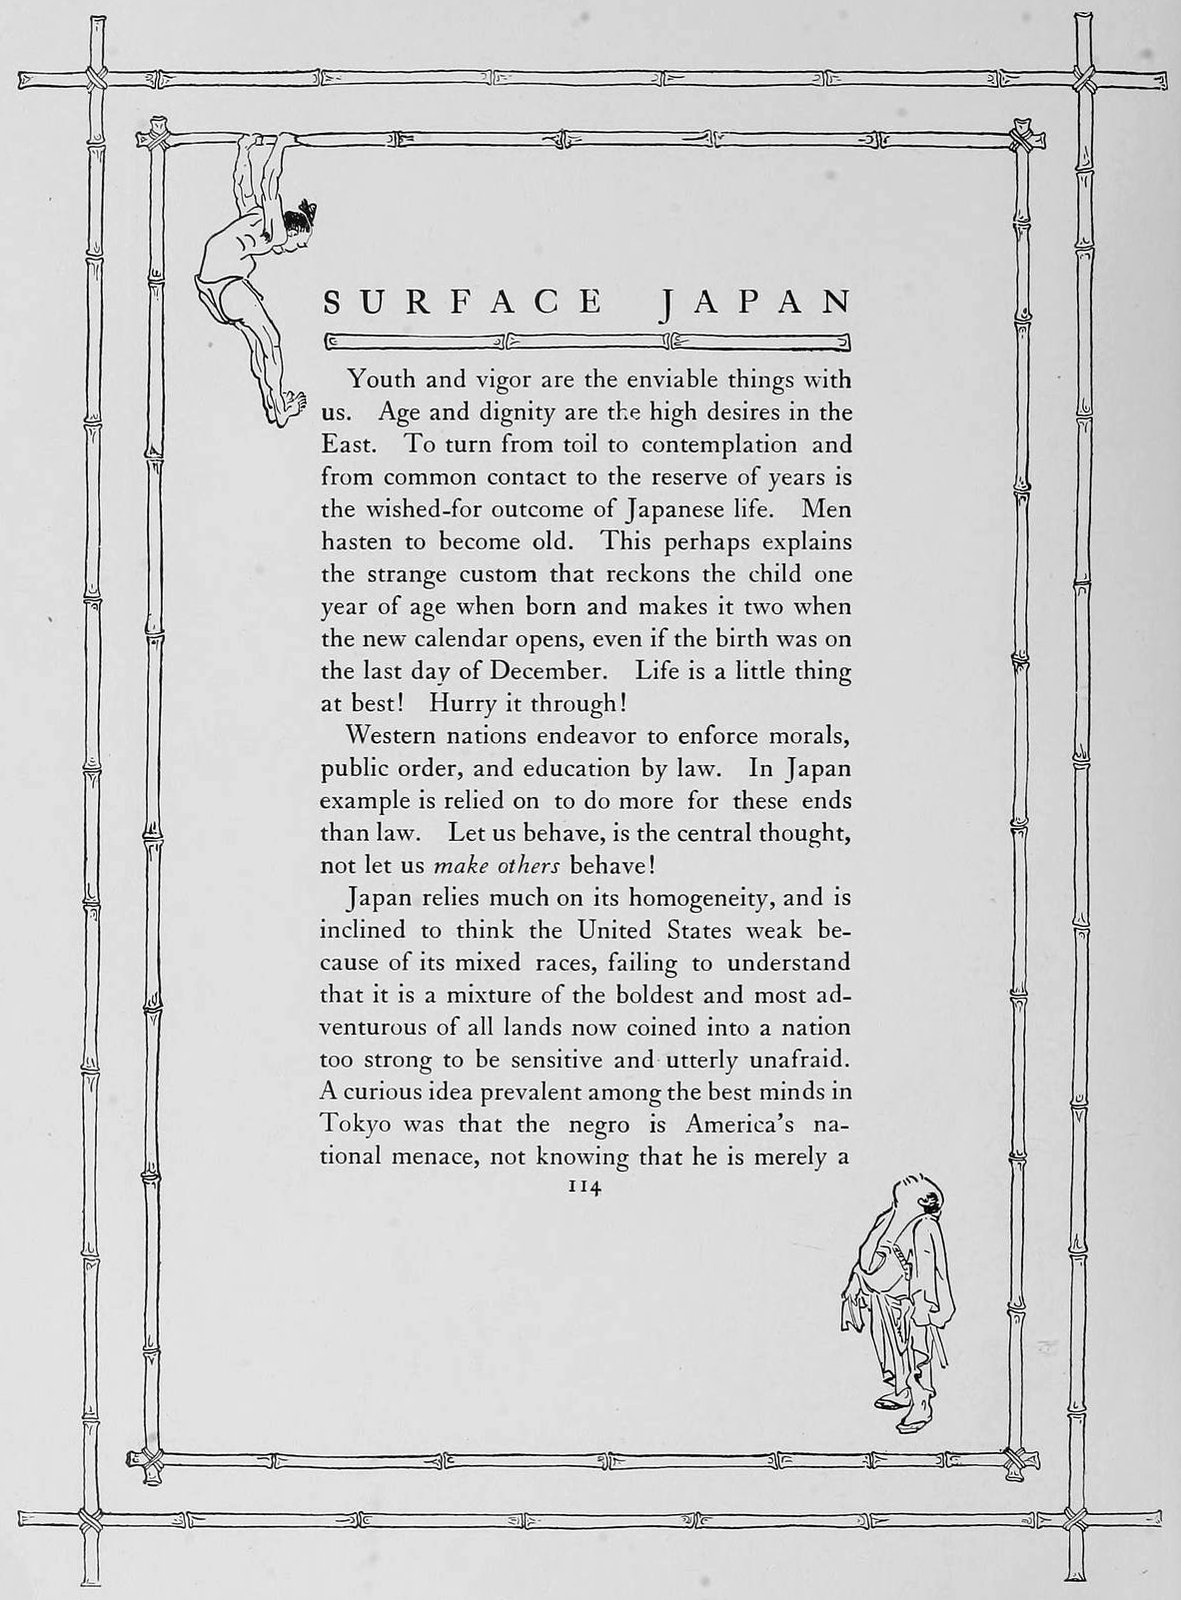 SURFACE JAPAN
Youth and vigor are the enviable things with
us. Age and dignity are the high desires in the
East. To turn from toil to contemplation and
from common contact to the reserve of years is
the wished-for outcome of Japanese life. Men
hasten to become old. This perhaps explains
the strange custom that reckons the child one
year of age when born and makes it two when
the new calendar opens, even if the birth was on
the last day of December. Life is a little thing
at best! Hurry it through!
Western nations endeavor to enforce morals,
public order, and education by law. In Japan
example is relied on to do more for these ends
than law. Let us behave, is the central thought,
not let us make others behave!
Japan relies much on its homogeneity, and is
inclined to think the United States weak be-
cause of its mixed races, failing to understand
that it is a mixture of the boldest and most ad-
venturous of all lands now coined into a nation
too strong to be sensitive and utterly unafraid.
A curious idea prevalent among the best minds in
Tokyo was that the negro is America's na-
tional menace, not knowing that he is merely a
114